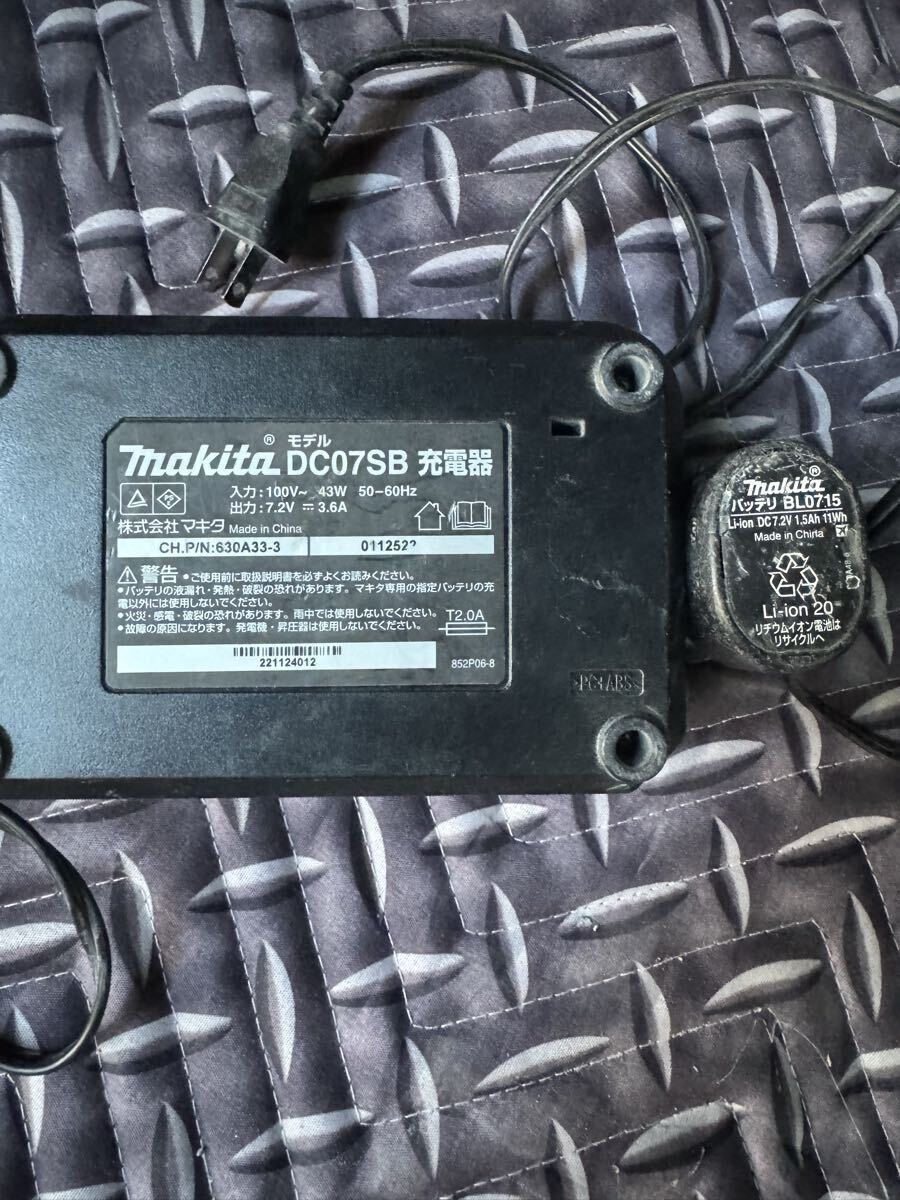 makita® モデル DC07SB 充電器
入力:100V~ 43W 50-60Hz
出力:7.2V ⎓ 3.6A
PS
株式会社マキタ Made in China
CH.P/N:630A33-3
⚠警告 •ご使用前に取扱説明書を必ずよくお読みください。
•バッテリの液漏れ・発熱・破裂の恐れがあります。マキタ専用の指定バッテリの充
電以外には使用しないでください。
•火災・感電・破裂の恐れがあります。雨中では使用しないでください。
•故障の原因になります。発電機・昇圧器は使用しないでください。
T2.0A
221124012
852P06-8
>PC+ABS<
makita®
バッテリ BL0715
Li-ion DC7.2V 1.5Ah 11Wh
Made in China
Li-ion 20
リチウムイオン電池は
リサイクルへ